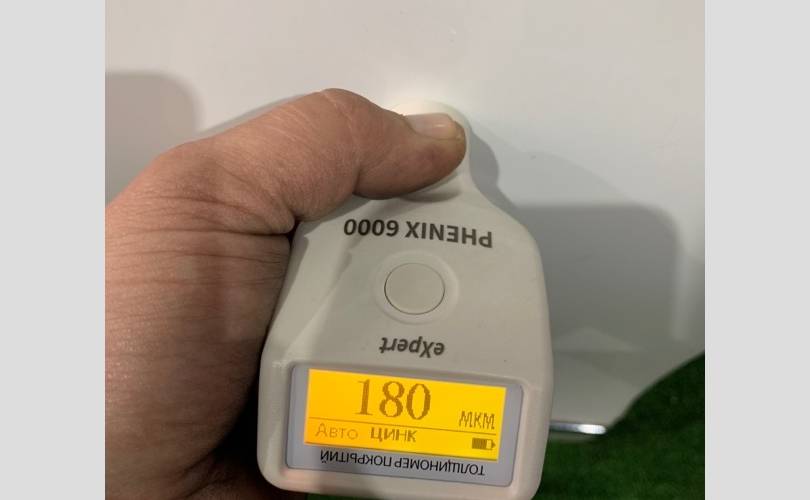 PHENIX 6000
eXpert
180 мкм
Авто ЦИНК
ТОЛЩИНОМЕР ПОКРЫТИЙ